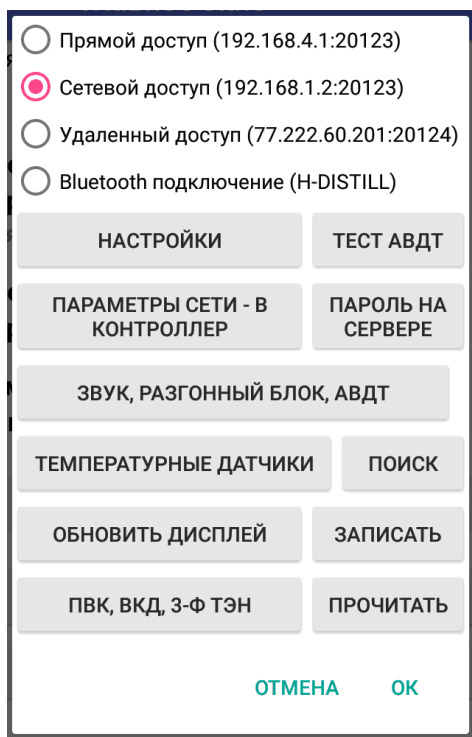 Прямой доступ (192.168.4.1:20123)
Сетевой доступ (192.168.1.2:20123)
Удаленный доступ (77.222.60.201:20124)
Bluetooth подключение (H-DISTILL)
НАСТРОЙКИ
ТЕСТ АВДТ
ПАРАМЕТРЫ СЕТИ - В
КОНТРОЛЛЕР
ПАРОЛЬ НА
СЕРВЕРЕ
ЗВУК, РАЗГОННЫЙ БЛОК, АВДТ
ТЕМПЕРАТУРНЫЕ ДАТЧИКИ
ПОИСК
ОБНОВИТЬ ДИСПЛЕЙ
ЗАПИСАТЬ
ПВК, ВКД, 3-Ф ТЭН
ПРОЧИТАТЬ
ОТМЕНА
ОК